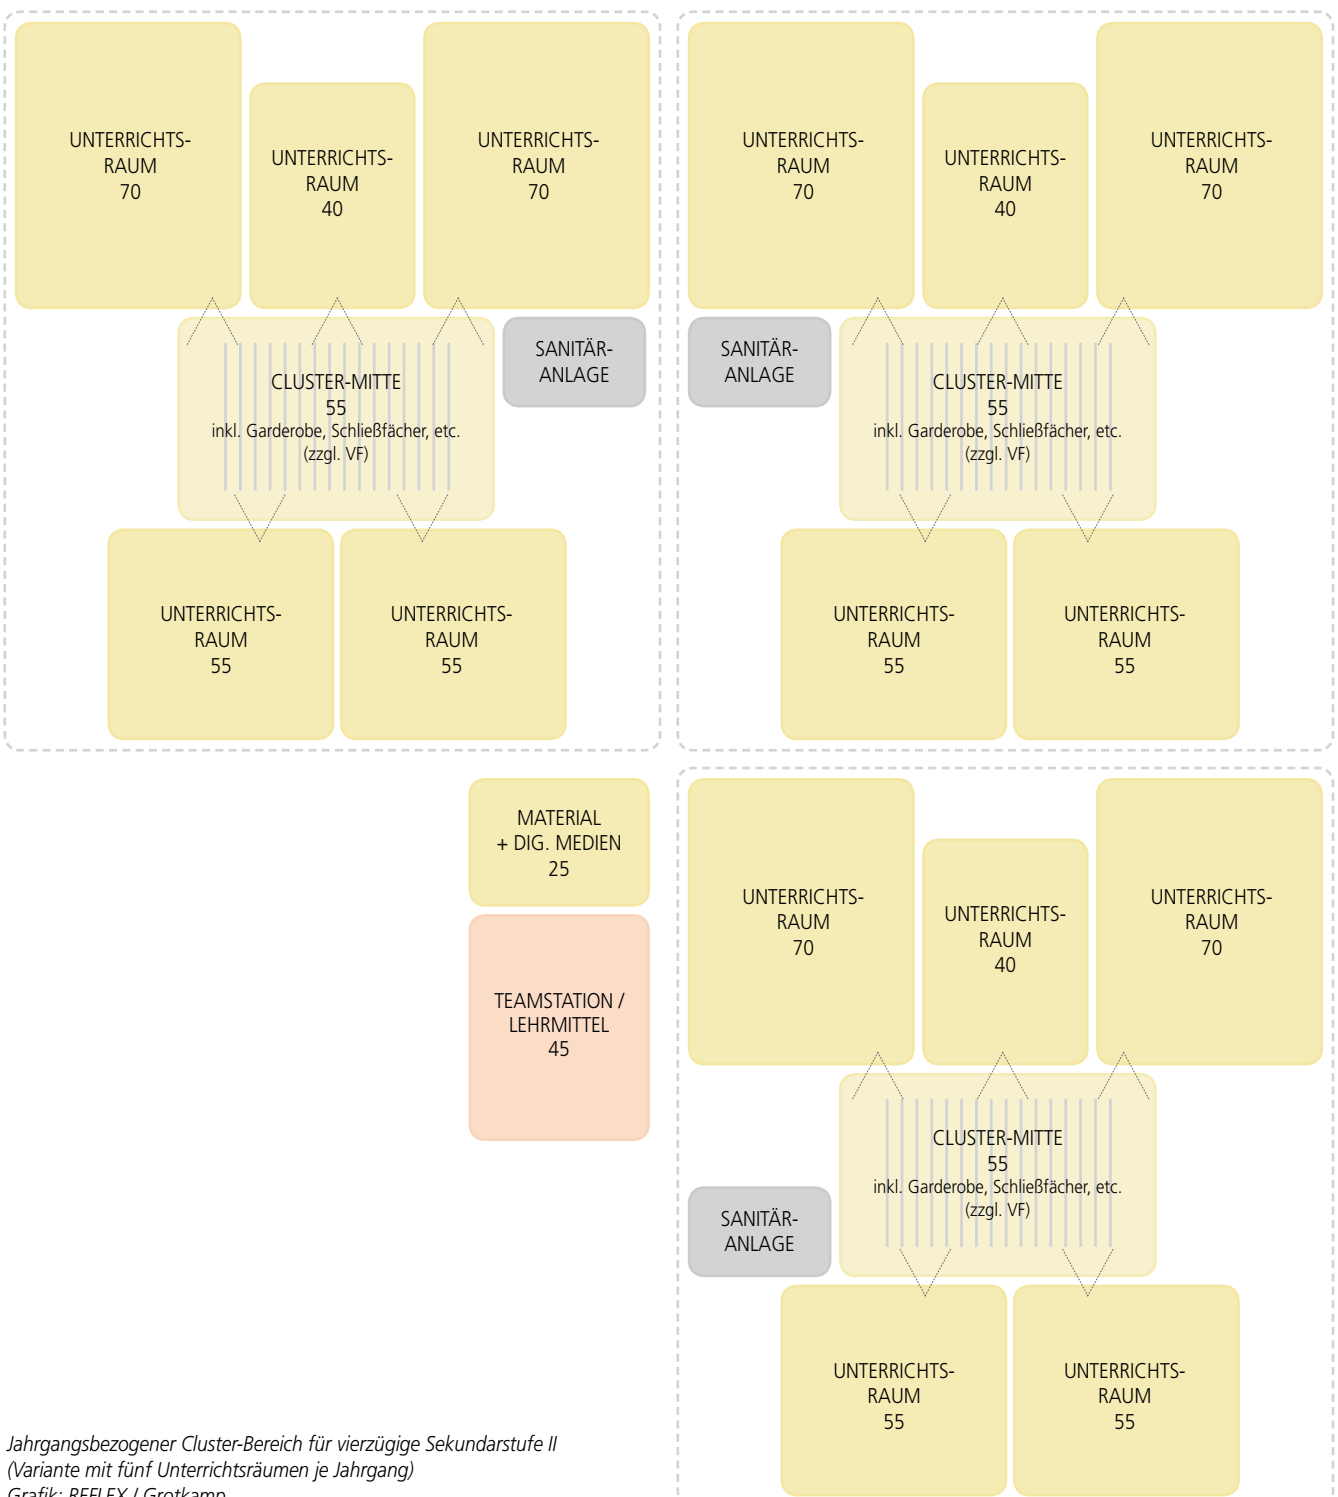 UNTERRICHTS-
RAUM
70
UNTERRICHTS-
RAUM
40
UNTERRICHTS-
RAUM
70
CLUSTER-MITTE
55
inkl. Garderobe, Schließfächer, etc.
(zzgl. VF)
SANITÄR-
ANLAGE
UNTERRICHTS-
RAUM
55
UNTERRICHTS-
RAUM
55
UNTERRICHTS-
RAUM
70
UNTERRICHTS-
RAUM
40
UNTERRICHTS-
RAUM
70
SANITÄR-
ANLAGE
CLUSTER-MITTE
55
inkl. Garderobe, Schließfächer, etc.
(zzgl. VF)
UNTERRICHTS-
RAUM
55
UNTERRICHTS-
RAUM
55
MATERIAL
+ DIG. MEDIEN
25
TEAMSTATION /
LEHRMITTEL
45
UNTERRICHTS-
RAUM
70
UNTERRICHTS-
RAUM
40
UNTERRICHTS-
RAUM
70
CLUSTER-MITTE
55
inkl. Garderobe, Schließfächer, etc.
(zzgl. VF)
SANITÄR-
ANLAGE
UNTERRICHTS-
RAUM
55
UNTERRICHTS-
RAUM
55
Jahrgangsbezogener Cluster-Bereich für vierzügige Sekundarstufe II
(Variante mit fünf Unterrichtsräumen je Jahrgang)
Grafik: REFLEX / Grotkamp